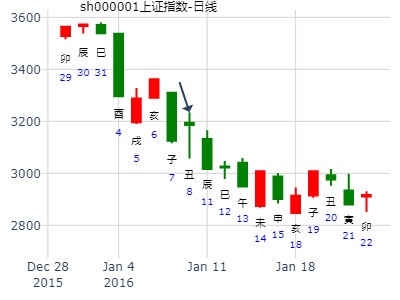 sh000001上证指数-日线
3600
3400
3200
3000
2800
卯 辰 巳 酉 戌 亥 子 丑 辰 巳 午 未 申 亥 子 丑 寅 卯
29 30 31 4 5 6 7 8 11 12 13 14 15 18 19 20 21 22
Dec 28 Jan 4 Jan 11 Jan 18
2015 2016